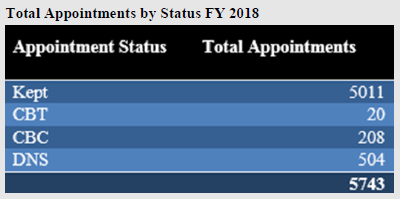 Total Appointments by Status FY 2018
Appointment Status Total Appointments
Kept 5011
CBT 20
CBC 208
DNS 504
5743